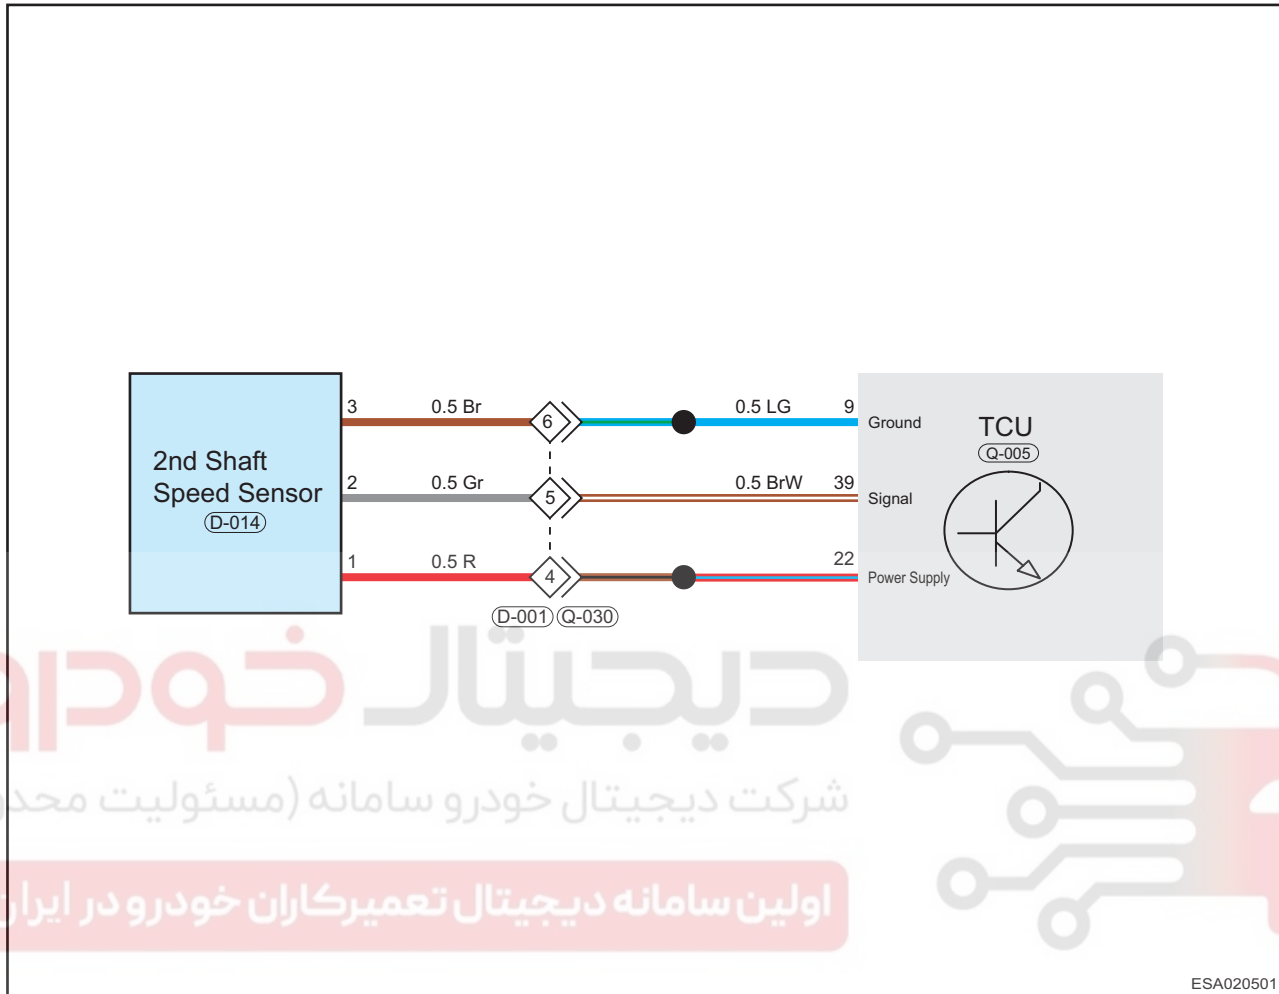 3 0.5 Br 6 0.5 LG 9 Ground
TCU
Q-005
2nd Shaft
Speed Sensor
D-014
2 0.5 Gr 5 0.5 BrW 39 Signal
1 0.5 R 4 22 Power Supply
D-001 Q-030
دیجیتال خودرو
شرکت دیجیتال خودرو سامانه (مسئولیت
اولین سامانه دیجیتال تعمیرکاران خودرو در ایران
ESA020501